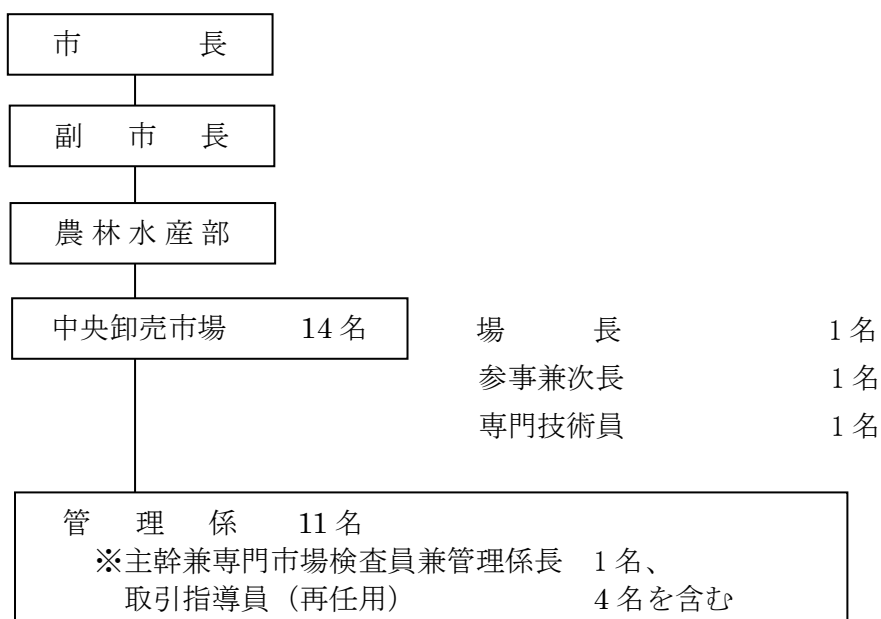 市　　　長
副　市　長
農林水産部
中央卸売市場　14名
場　　長　1名
参事兼次長　1名
専門技術員　1名
管　理　係　11名
※主幹兼専門市場検査員兼管理係長　1名、
取引指導員（再任用）　4名を含む